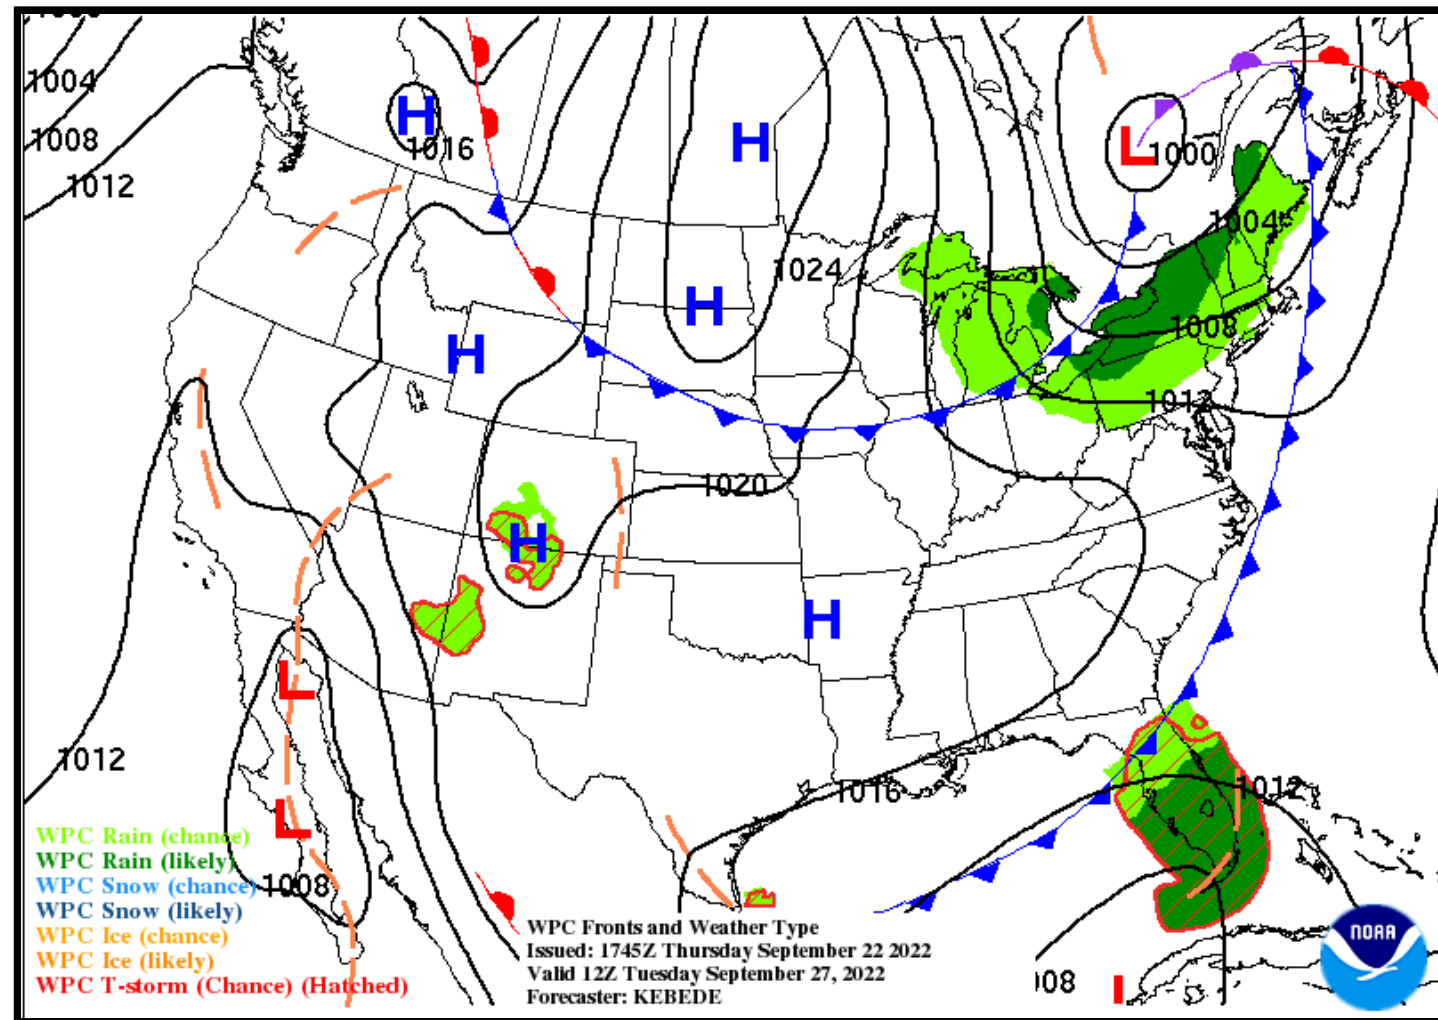 1004
1008
1012
H
1016
H
L
1000
1004
1024
H
H
1008
1012
1020
H
H
L
1012
1016
1012
L
1008
WPC Rain (chance)
WPC Rain (likely)
WPC Snow (chance)
WPC Snow (likely)
WPC Ice (chance)
WPC Ice (likely)
WPC T-storm (Chance) (Hatched)
WPC Fronts and Weather Type
Issued: 1745Z Thursday September 22 2022
Valid 12Z Tuesday September 27, 2022
Forecaster: KEBEDE
NOAA